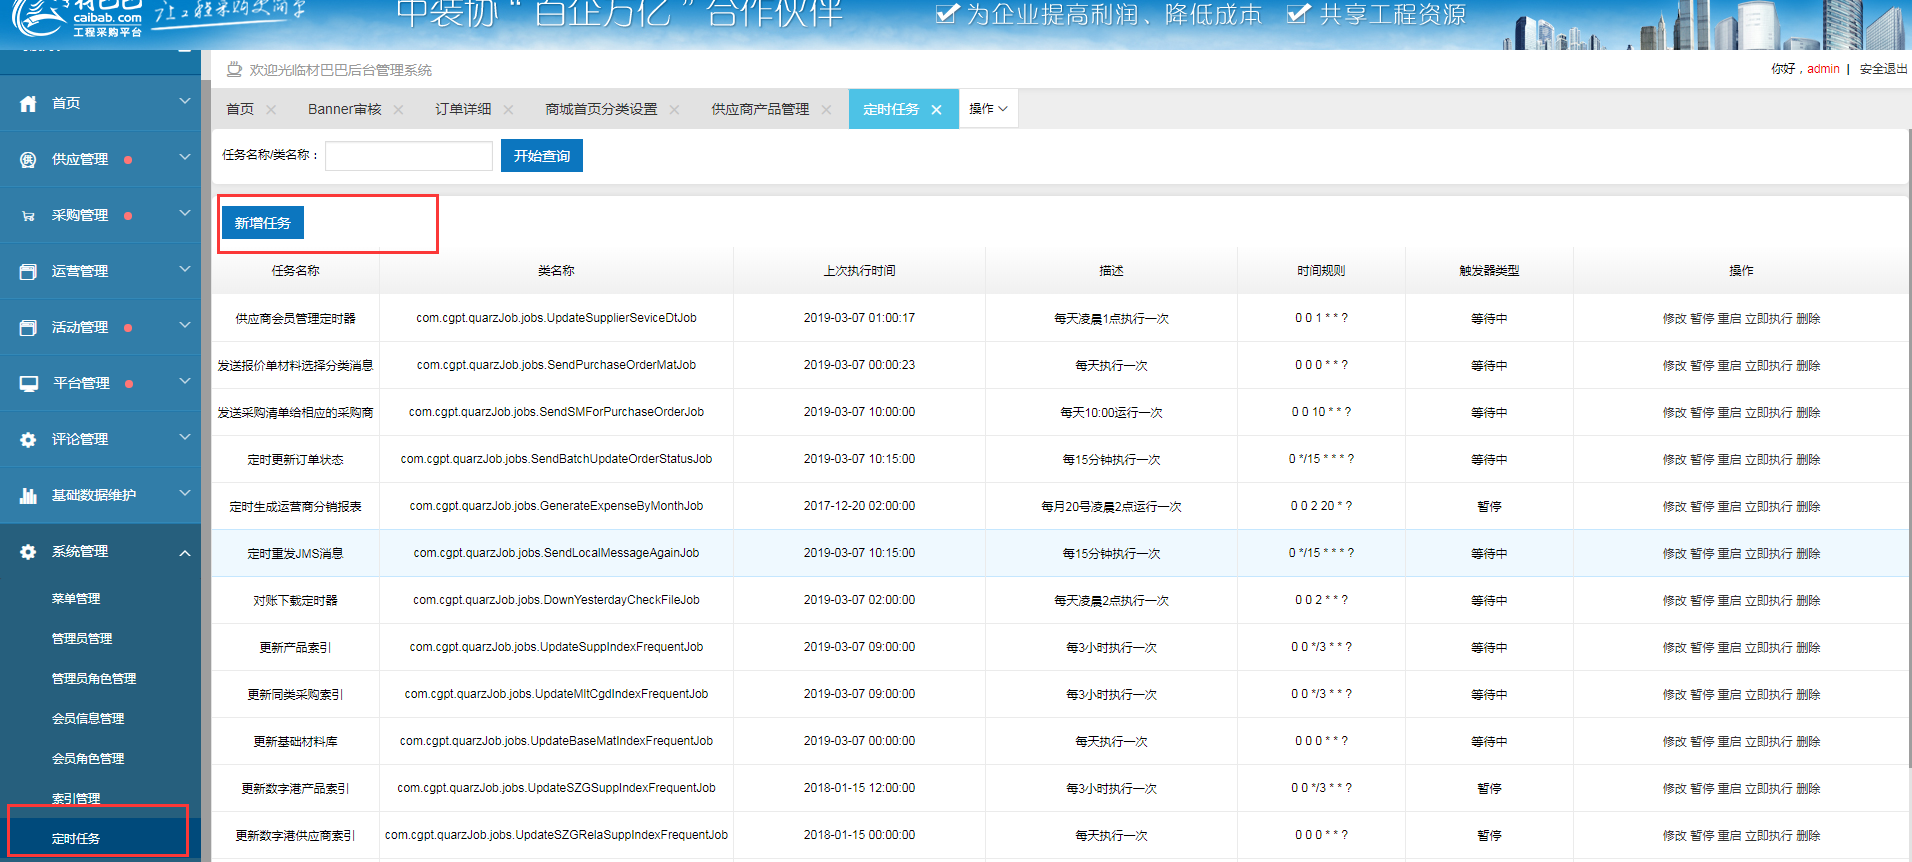 caibab.com
工程采购平台
让工程采购更简单
中装协“百企万亿”合作伙伴
为企业提高利润、降低成本
共享工程资源
欢迎光临材巴巴后台管理系统
你好，admin | 安全退出
首页
供应管理
采购管理
运营管理
活动管理
平台管理
评论管理
基础数据维护
系统管理
菜单管理
管理员管理
管理员角色管理
会员信息管理
会员角色管理
索引管理
定时任务
首页 Banner审核 订单详细 商城首页分类设置 供应商产品管理 定时任务 操作
任务名称/类名称： 开始查询
新增任务
任务名称 类名称 上次执行时间 描述 时间规则 触发器类型 操作
供应商会员管理定时器 com.cgpt.quarzJob.jobs.UpdateSupplierSeviceDtJob 2019-03-07 01:00:17 每天凌晨1点执行一次 0 0 1 * * ? 等待中 修改 暂停 重启 立即执行 删除
发送报价单材料选择分类消息 com.cgpt.quarzJob.jobs.SendPurchaseOrderMatJob 2019-03-07 00:00:23 每天执行一次 0 0 0 * * ? 等待中 修改 暂停 重启 立即执行 删除
发送采购清单给相应的采购商 com.cgpt.quarzJob.jobs.SendSMForPurchaseOrderJob 2019-03-07 10:00:00 每天10:00运行一次 0 0 10 * * ? 等待中 修改 暂停 重启 立即执行 删除
定时更新订单状态 com.cgpt.quarzJob.jobs.SendBatchUpdateOrderStatusJob 2019-03-07 10:15:00 每15分钟执行一次 0 */15 * * * ? 等待中 修改 暂停 重启 立即执行 删除
定时生成运营商分销报表 com.cgpt.quarzJob.jobs.GenerateExpenseByMonthJob 2017-12-20 02:00:00 每月20号凌晨2点运行一次 0 0 2 20 * ? 暂停 修改 暂停 重启 立即执行 删除
定时重发JMS消息 com.cgpt.quarzJob.jobs.SendLocalMessageAgainJob 2019-03-07 10:15:00 每15分钟执行一次 0 */15 * * * ? 等待中 修改 暂停 重启 立即执行 删除
对账下载定时器 com.cgpt.quarzJob.jobs.DownYesterdayCheckFileJob 2019-03-07 02:00:00 每天凌晨2点执行一次 0 0 2 * * ? 等待中 修改 暂停 重启 立即执行 删除
更新产品索引 com.cgpt.quarzJob.jobs.UpdateSuppIndexFrequentJob 2019-03-07 09:00:00 每3小时执行一次 0 0 */3 * * ? 等待中 修改 暂停 重启 立即执行 删除
更新同类采购索引 com.cgpt.quarzJob.jobs.UpdateMltCgdIndexFrequentJob 2019-03-07 09:00:00 每3小时执行一次 0 0 */3 * * ? 等待中 修改 暂停 重启 立即执行 删除
更新基础材料库 com.cgpt.quarzJob.jobs.UpdateBaseMatIndexFrequentJob 2019-03-07 00:00:00 每天执行一次 0 0 0 * * ? 等待中 修改 暂停 重启 立即执行 删除
更新数字港产品索引 com.cgpt.quarzJob.jobs.UpdateSZGSuppIndexFrequentJob 2018-01-15 12:00:00 每3小时执行一次 0 0 */3 * * ? 暂停 修改 暂停 重启 立即执行 删除
更新数字港供应商索引 com.cgpt.quarzJob.jobs.UpdateSZGRelaSuppIndexFrequentJob 2018-01-15 00:00:00 每天执行一次 0 0 0 * * ? 暂停 修改 暂停 重启 立即执行 删除